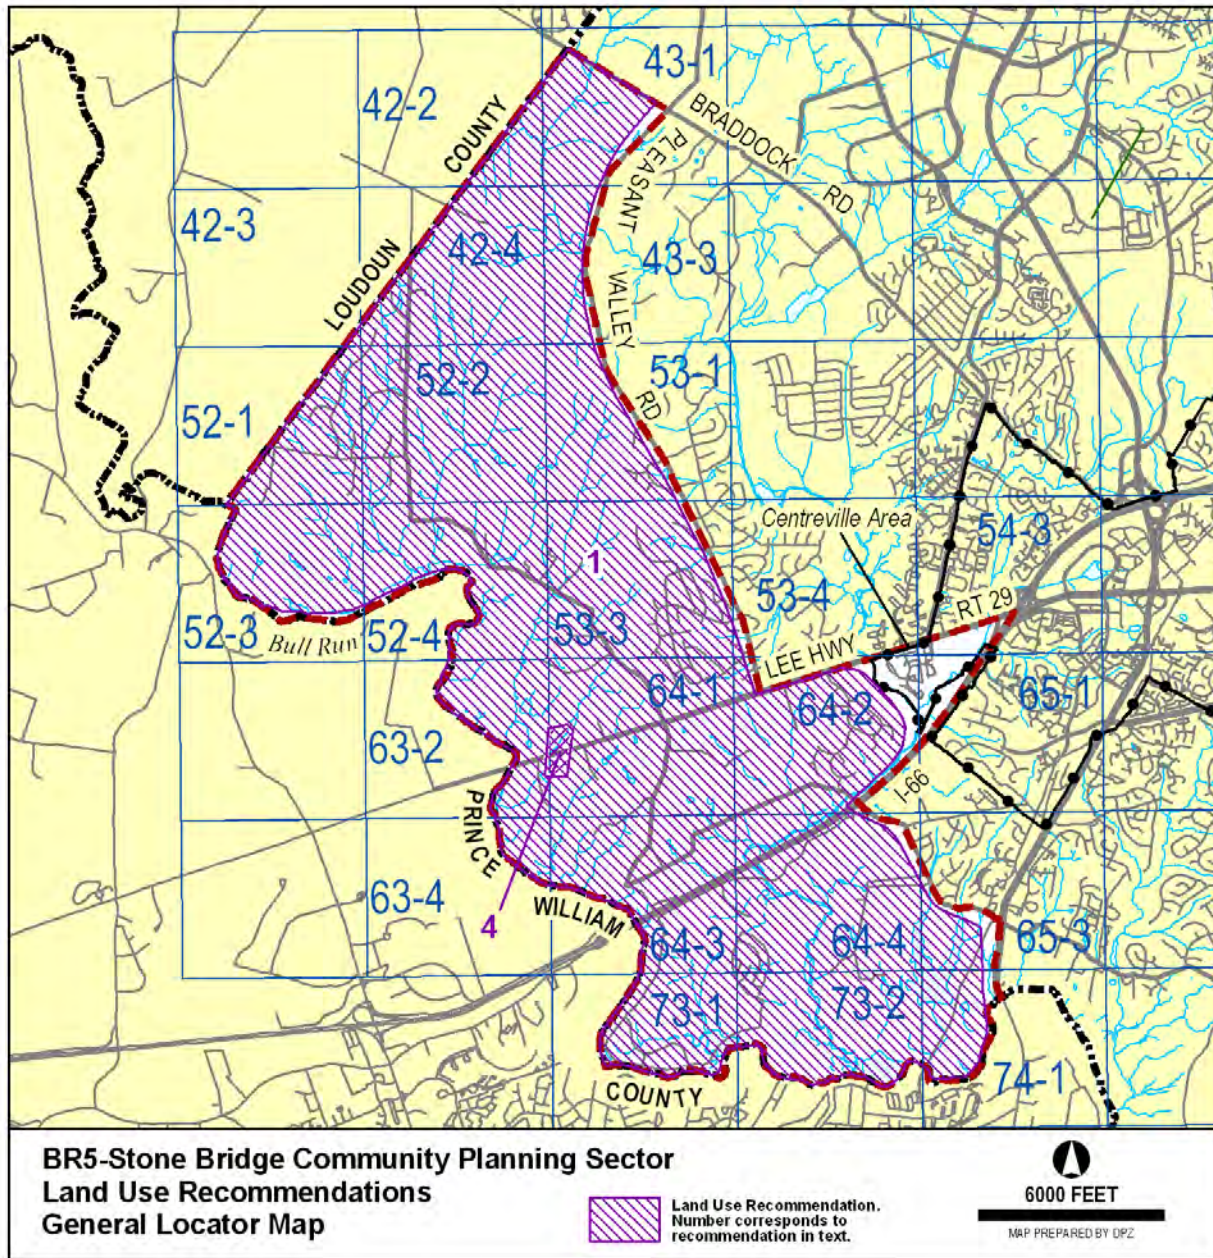 43-1
42-2
BRADDOCK RD
COUNTY
PLEASANT VALLEY RD
42-3
42-4
43-3
LOUDOUN
52-2
53-1
52-1
Centreville Area
54-3
1
53-4
RT 29
52-3
Bull Run
52-4
53-3
LEE HWY
64-1
64-2
65-1
63-2
I-66
PRINCE
63-4
WILLIAM
4
64-3
64-4
65-3
73-1
73-2
74-1
COUNTY
BR5-Stone Bridge Community Planning Sector
Land Use Recommendations
General Locator Map
Land Use Recommendation.
Number corresponds to
recommendation in text.
6000 FEET
MAP PREPARED BY DPZ